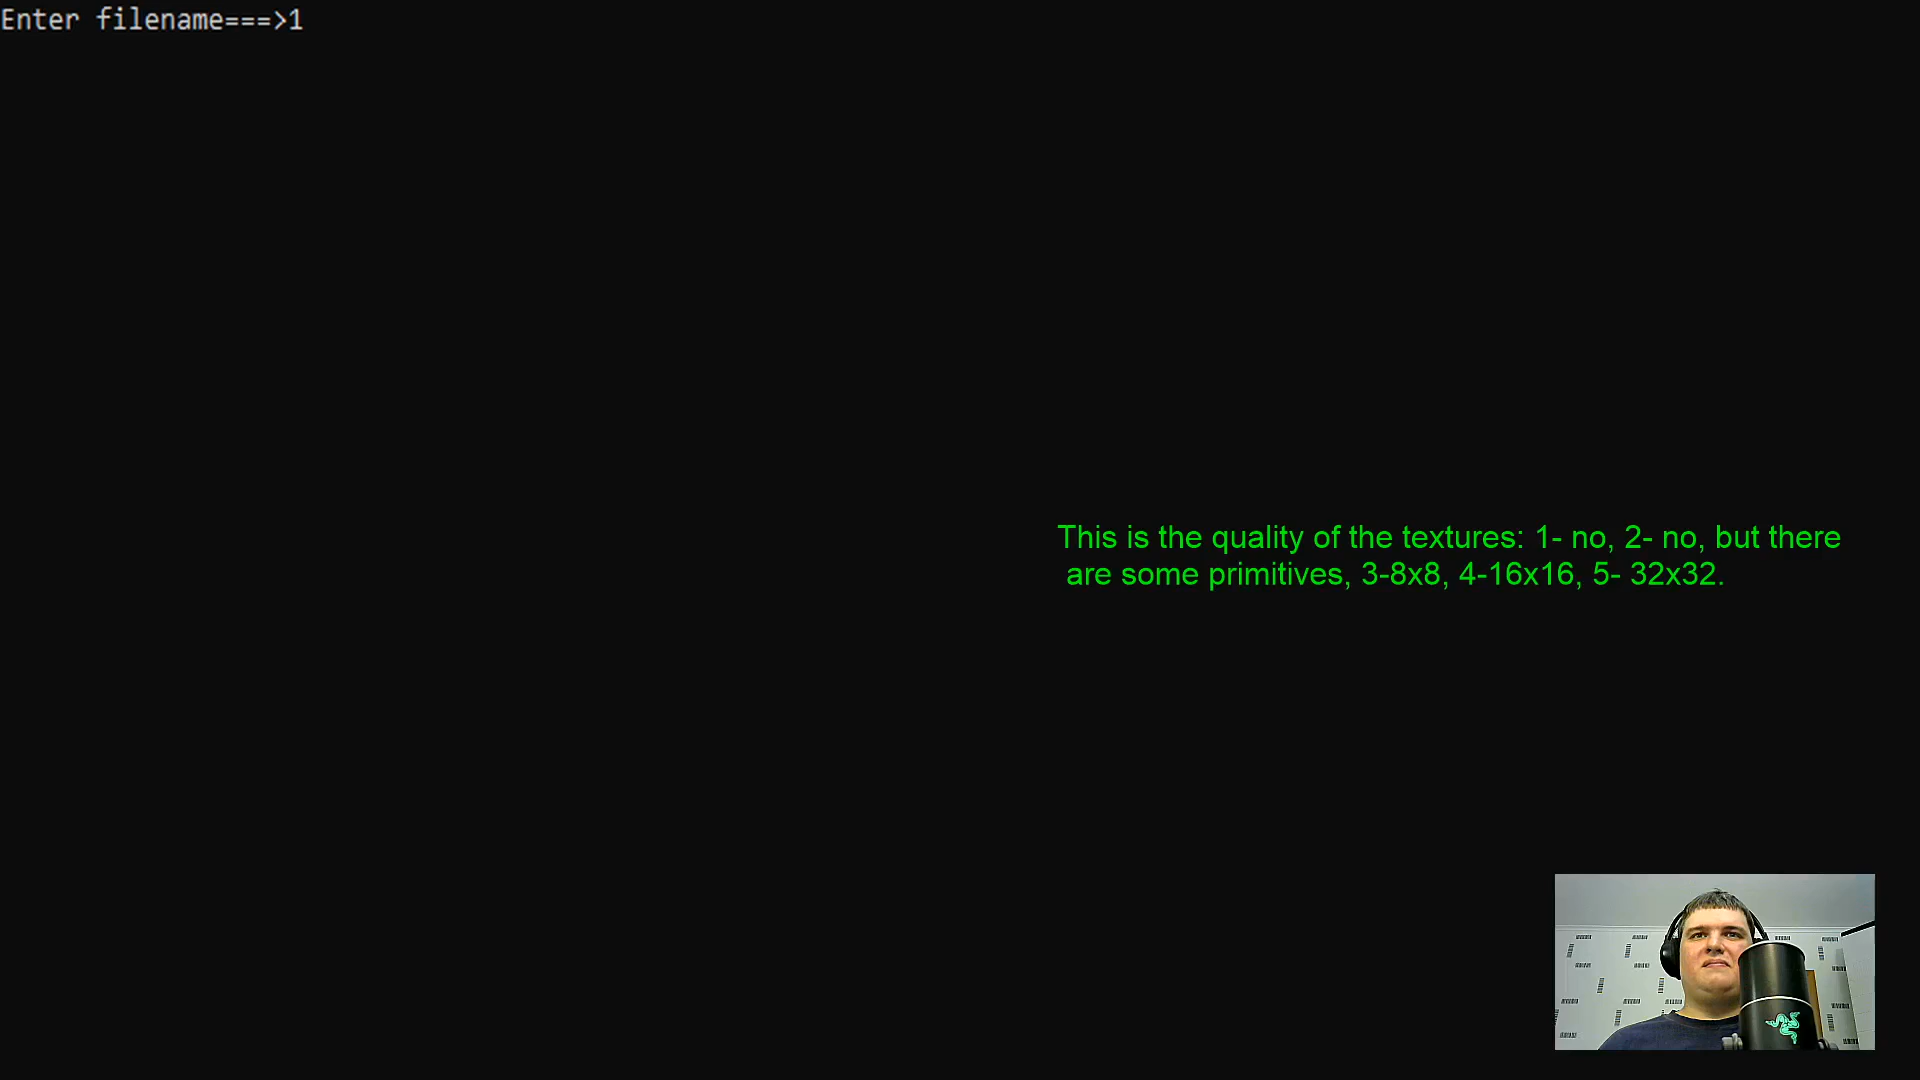 Enter filename===>1
This is the quality of the textures: 1- no, 2- no, but there
are some primitives, 3-8x8, 4-16x16, 5- 32x32.